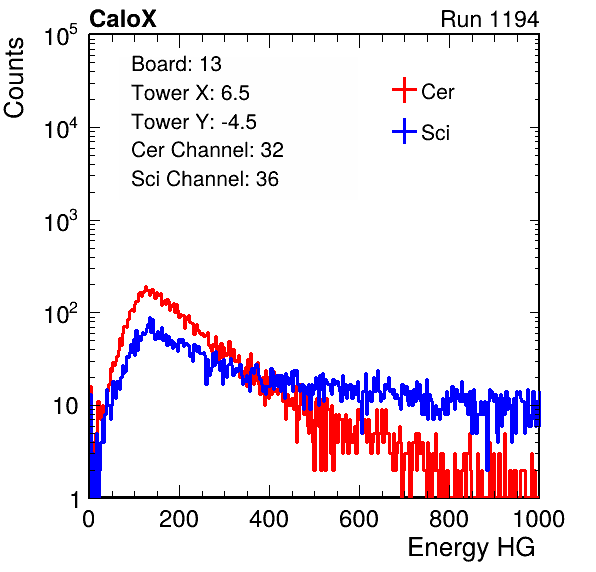 CaloX Run 1194
Counts
10^5
10^4
10^3
10^2
10
1
Board: 13
Tower X: 6.5
Tower Y: -4.5
Cer Channel: 32
Sci Channel: 36
Cer
Sci
0 200 400 600 800 1000
Energy HG